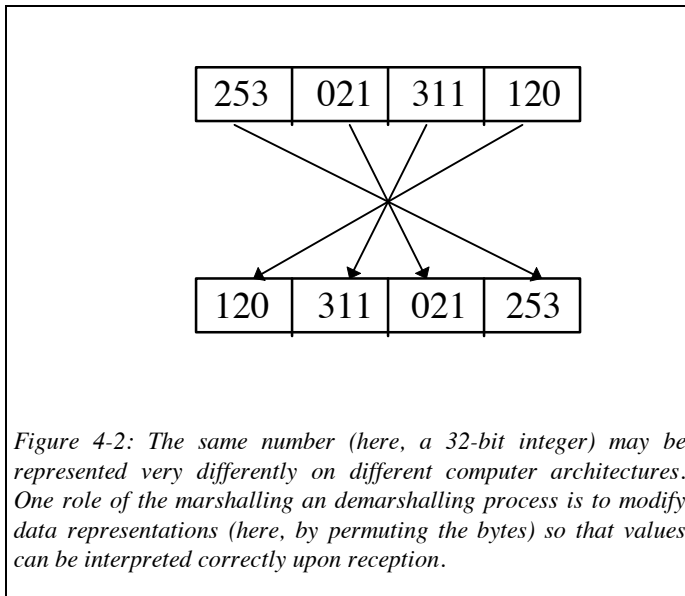 253 021 311 120
120 311 021 253
Figure 4-2: The same number (here, a 32-bit integer) may be
represented very differently on different computer architectures.
One role of the marshalling an demarshalling process is to modify
data representations (here, by permuting the bytes) so that values
can be interpreted correctly upon reception.